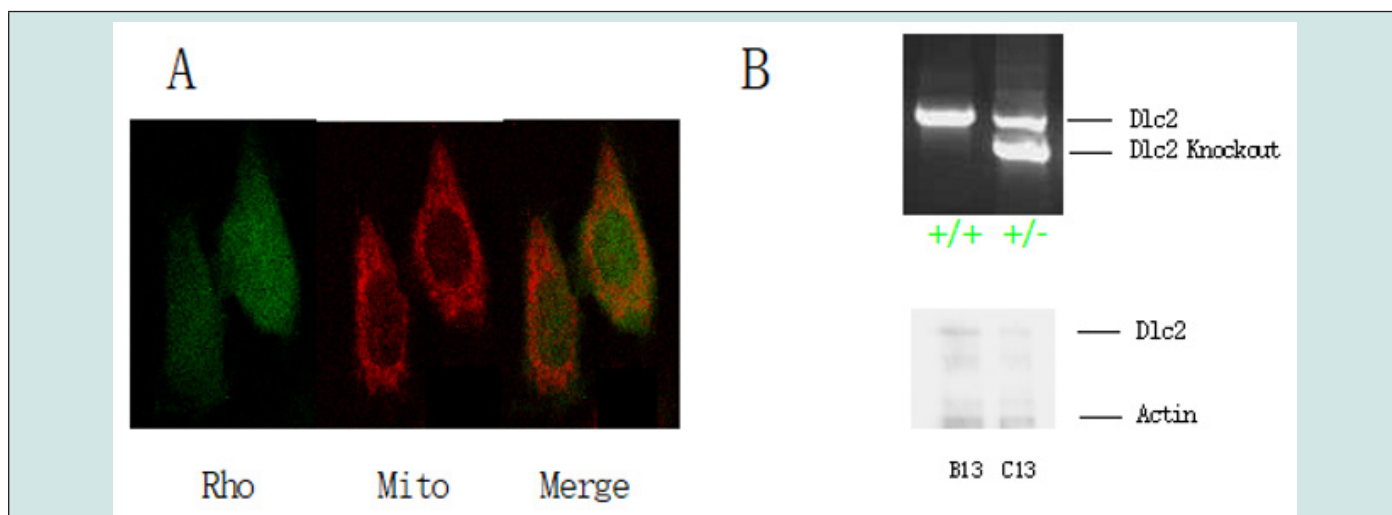 A
B
Dlc2
Dlc2 Knockout
+/+ +/-
Dlc2
Actin
B13 C13
Rho Mito Merge